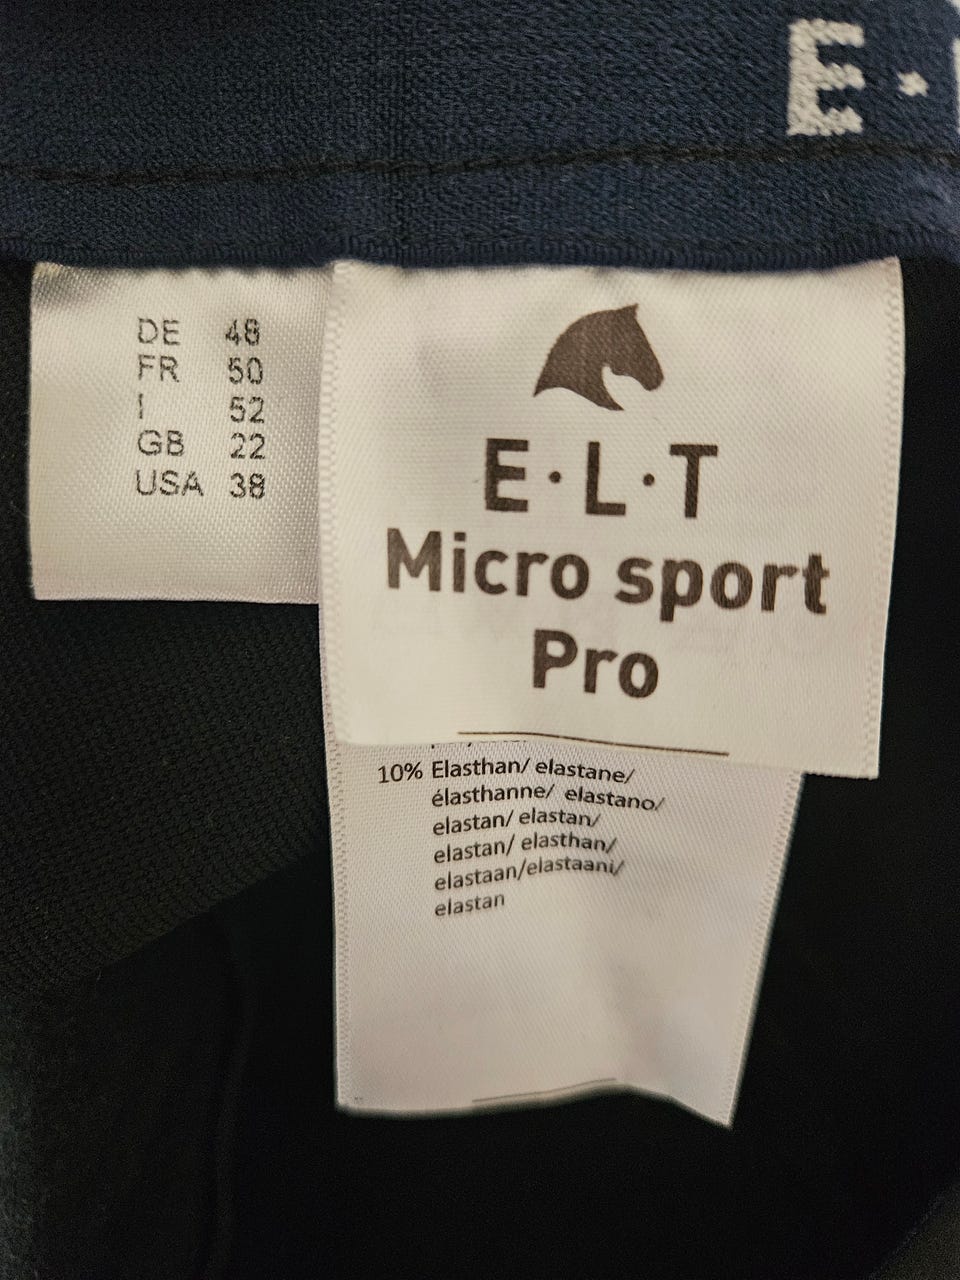 E·
DE 48
FR 50
I 52
GB 22
USA 38
E·L·T
Micro sport
Pro
10% Elasthan/ elastane/
élasthanne/ elastano/
elastan/ elastan/
elastan/ elasthan/
elastaan/elastaani/
elastan